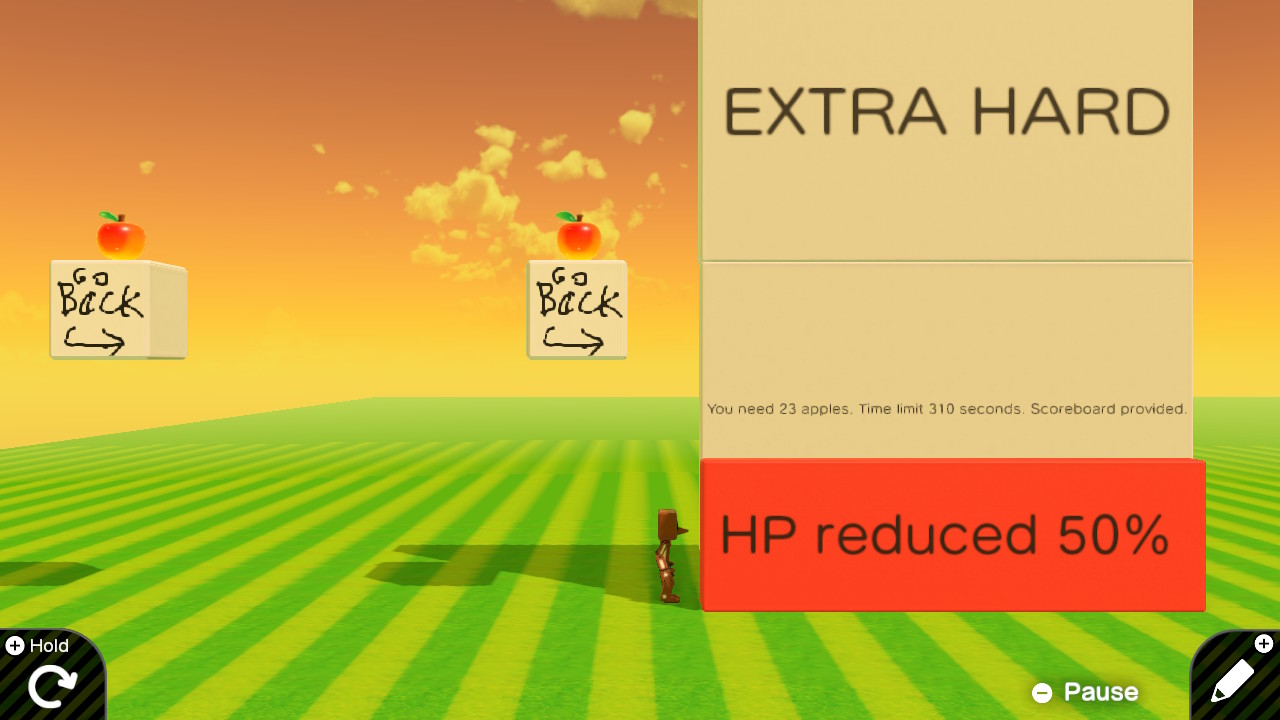 EXTRA HARD
GO
BACK
GO
BACK
You need 23 apples. Time limit 310 seconds. Scoreboard provided.
HP reduced 50%
Hold
Pause